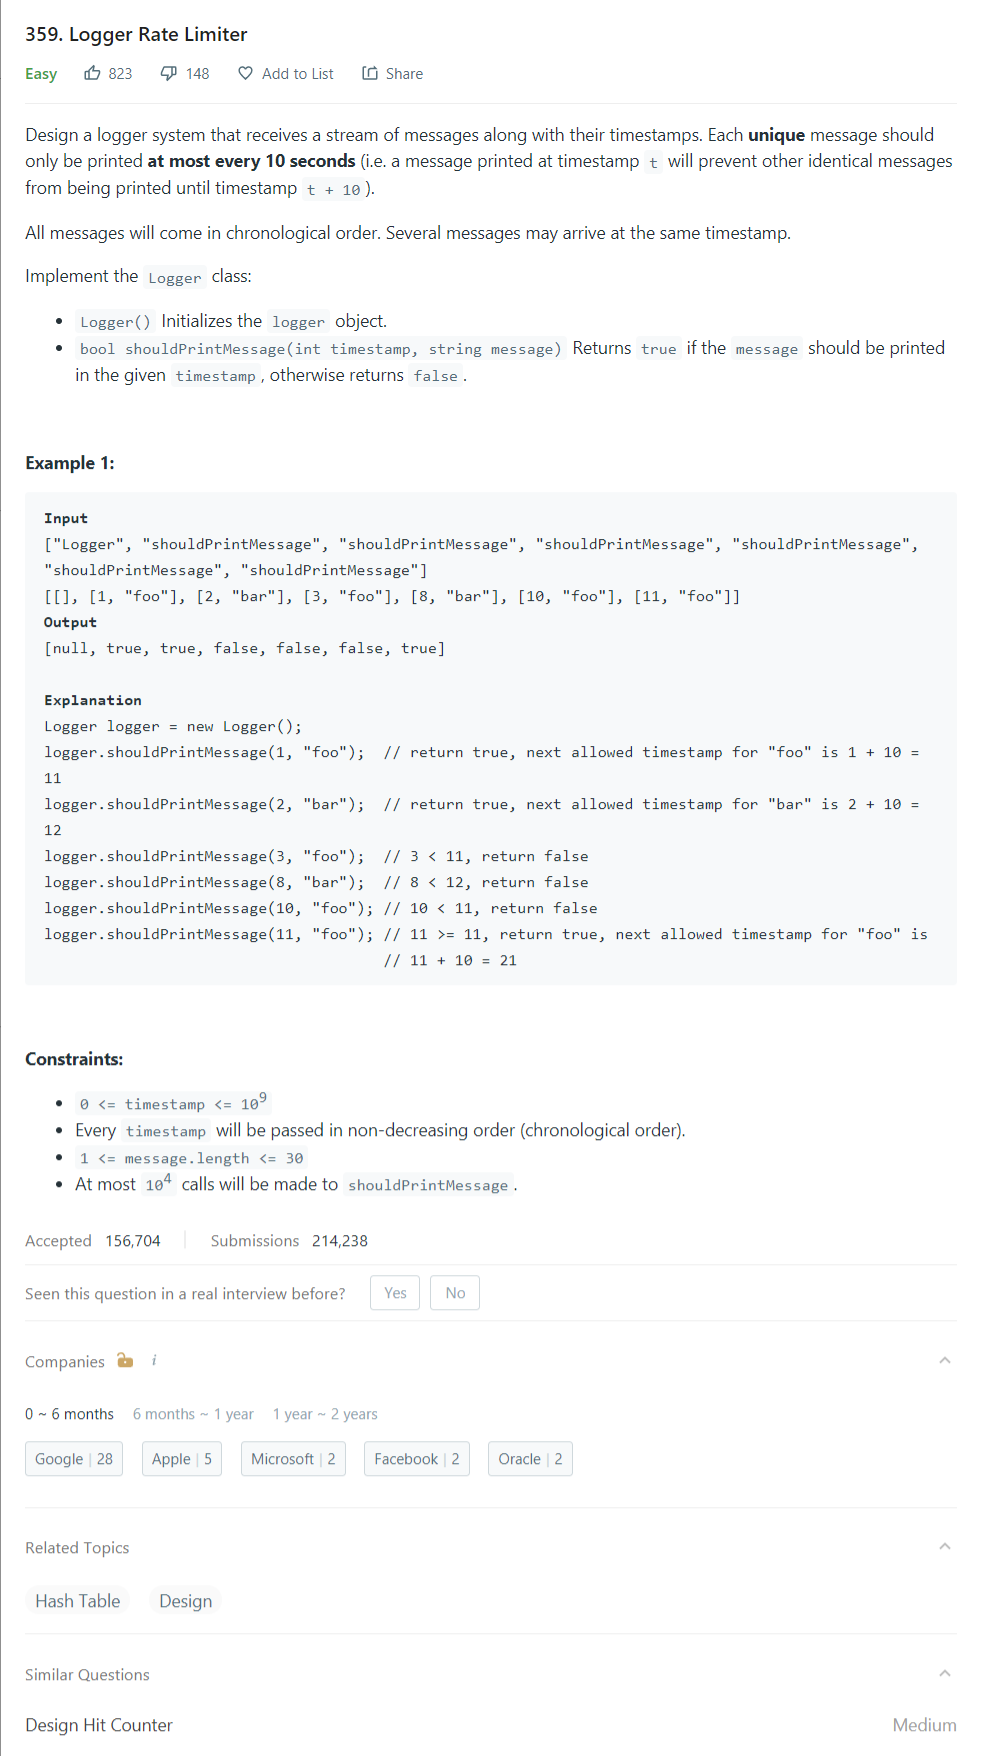 359. Logger Rate Limiter
Easy 823 148 Add to List Share
Design a logger system that receives a stream of messages along with their timestamps. Each unique message should
only be printed at most every 10 seconds (i.e. a message printed at timestamp t will prevent other identical messages
from being printed until timestamp t + 10 ).
All messages will come in chronological order. Several messages may arrive at the same timestamp.
Implement the Logger class:
• Logger() Initializes the logger object.
• bool shouldPrintMessage(int timestamp, string message) Returns true if the message should be printed
in the given timestamp , otherwise returns false .
Example 1:
Input
["Logger", "shouldPrintMessage", "shouldPrintMessage", "shouldPrintMessage", "shouldPrintMessage",
"shouldPrintMessage", "shouldPrintMessage"]
[[], [1, "foo"], [2, "bar"], [3, "foo"], [8, "bar"], [10, "foo"], [11, "foo"]]
Output
[null, true, true, false, false, false, true]
Explanation
Logger logger = new Logger();
logger.shouldPrintMessage(1, "foo");  // return true, next allowed timestamp for "foo" is 1 + 10 =
11
logger.shouldPrintMessage(2, "bar");  // return true, next allowed timestamp for "bar" is 2 + 10 =
12
logger.shouldPrintMessage(3, "foo");  // 3 < 11, return false
logger.shouldPrintMessage(8, "bar");  // 8 < 12, return false
logger.shouldPrintMessage(10, "foo"); // 10 < 11, return false
logger.shouldPrintMessage(11, "foo"); // 11 >= 11, return true, next allowed timestamp for "foo" is
// 11 + 10 = 21
Constraints:
• 0 <= timestamp <= 10⁹
• Every timestamp will be passed in non-decreasing order (chronological order).
• 1 <= message.length <= 30
• At most 10⁴ calls will be made to shouldPrintMessage .
Accepted 156,704 Submissions 214,238
Seen this question in a real interview before? Yes No
Companies i
0 ~ 6 months 6 months ~ 1 year 1 year ~ 2 years
Google | 28 Apple | 5 Microsoft | 2 Facebook | 2 Oracle | 2
Related Topics
Hash Table Design
Similar Questions
Design Hit Counter Medium